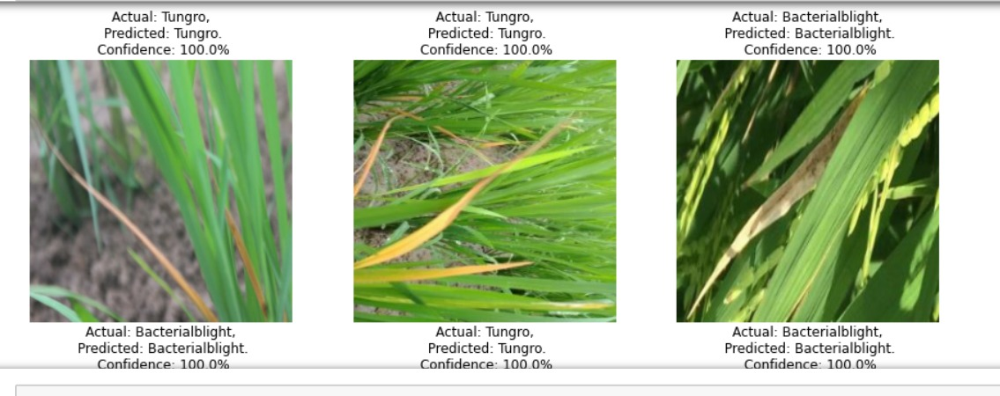 Actual: Tungro,
Predicted: Tungro.
Confidence: 100.0%
Actual: Tungro,
Predicted: Tungro.
Confidence: 100.0%
Actual: Bacterialblight,
Predicted: Bacterialblight.
Confidence: 100.0%
Actual: Bacterialblight,
Predicted: Bacterialblight.
Confidence: 100.0%
Actual: Tungro,
Predicted: Tungro.
Confidence: 100.0%
Actual: Bacterialblight,
Predicted: Bacterialblight.
Confidence: 100.0%